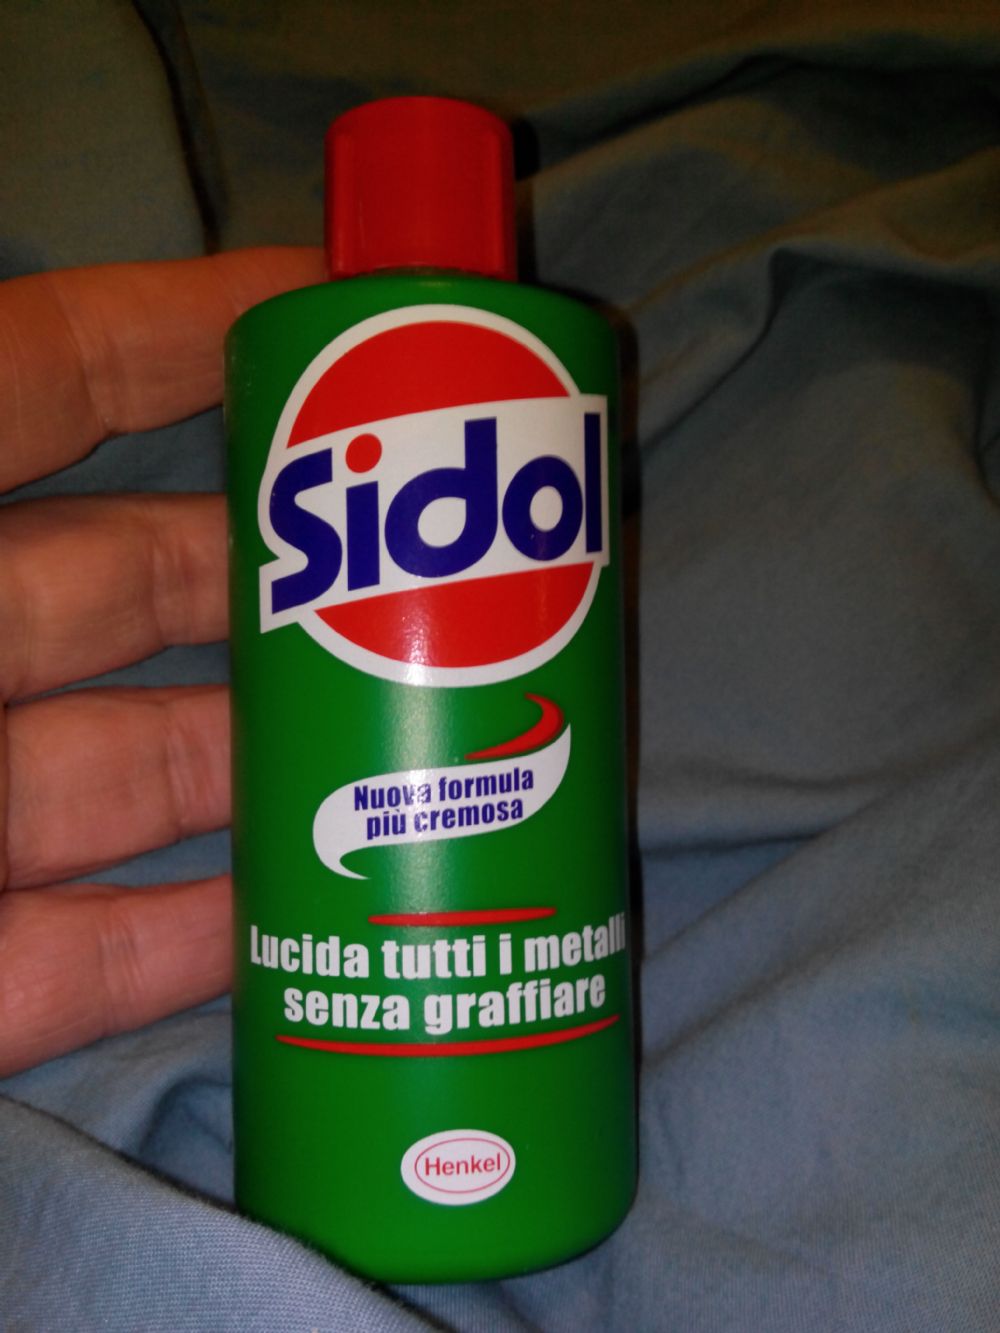 Sidol
Nuova formula
più cremosa
Lucida tutti i metalli
senza graffiare
Henkel